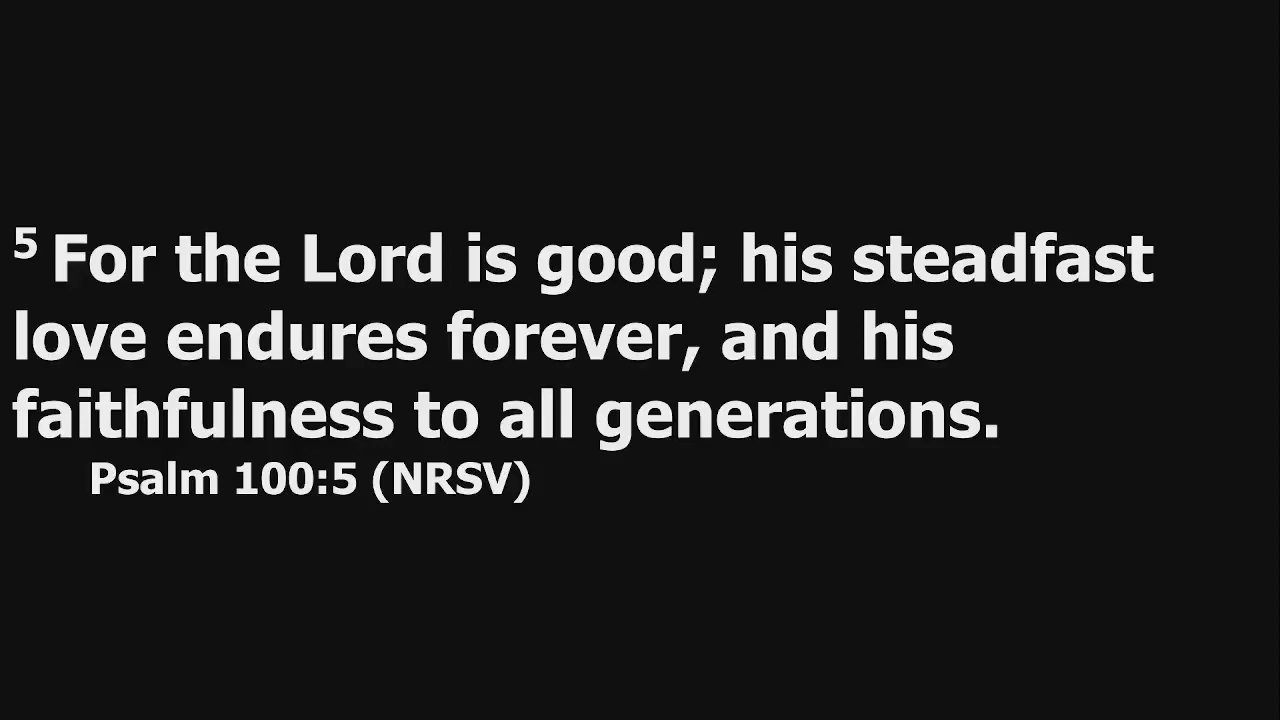 5 For the Lord is good; his steadfast
love endures forever, and his
faithfulness to all generations.
Psalm 100:5 (NRSV)